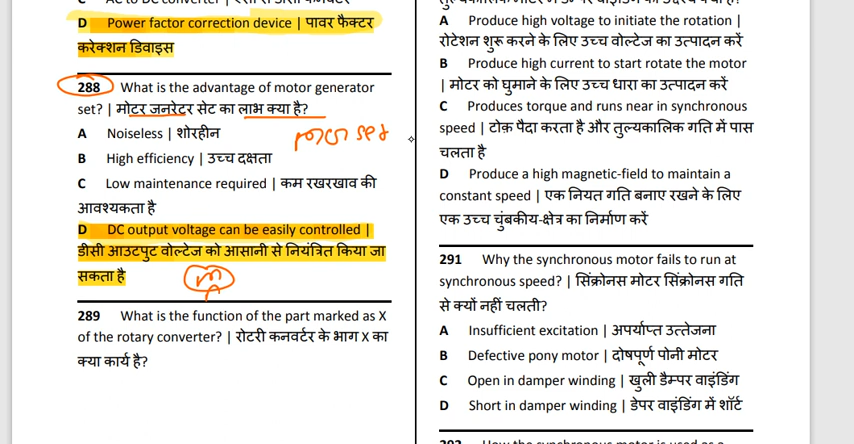 D Power factor correction device | पावर फैक्टर
करेक्शन डिवाइस
288 What is the advantage of motor generator
set? | मोटर जनरेटर सेट का लाभ क्या है?
A Noiseless | शोरहीन
B High efficiency | उच्च दक्षता
C Low maintenance required | कम रखरखाव की
आवश्यकता है
D DC output voltage can be easily controlled |
डीसी आउटपुट वोल्टेज को आसानी से नियंत्रित किया जा
सकता है
289 What is the function of the part marked as X
of the rotary converter? | रोटरी कनवर्टर के भाग X का
क्या कार्य है?
A Produce high voltage to initiate the rotation |
रोटेशन शुरू करने के लिए उच्च वोल्टेज का उत्पादन करें
B Produce high current to start rotate the motor
| मोटर को घुमाने के लिए उच्च धारा का उत्पादन करें
C Produces torque and runs near in synchronous
speed | टोक़ पैदा करता है और तुल्यकालिक गति में पास
चलता है
D Produce a high magnetic-field to maintain a
constant speed | एक नियत गति बनाए रखने के लिए
एक उच्च चुंबकीय-क्षेत्र का निर्माण करें
291 Why the synchronous motor fails to run at
synchronous speed? | सिंक्रोनस मोटर सिंक्रोनस गति
से क्यों नहीं चलती?
A Insufficient excitation | अपर्याप्त उत्तेजना
B Defective pony motor | दोषपूर्ण पोनी मोटर
C Open in damper winding | खुली डैम्पर वाइंडिंग
D Short in damper winding | डेपर वाइंडिंग में शॉर्ट